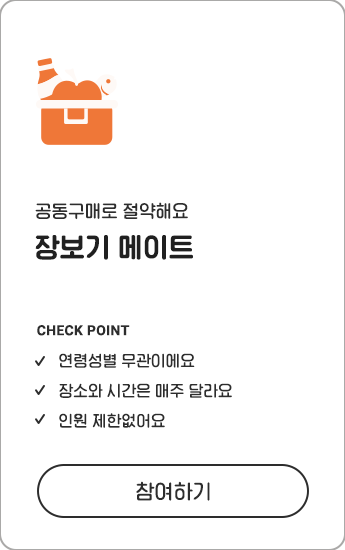 공동구매로 절약해요
장보기 메이트
CHECK POINT
연령성별 무관이에요
장소와 시간은 매주 달라요
인원 제한없어요
참여하기